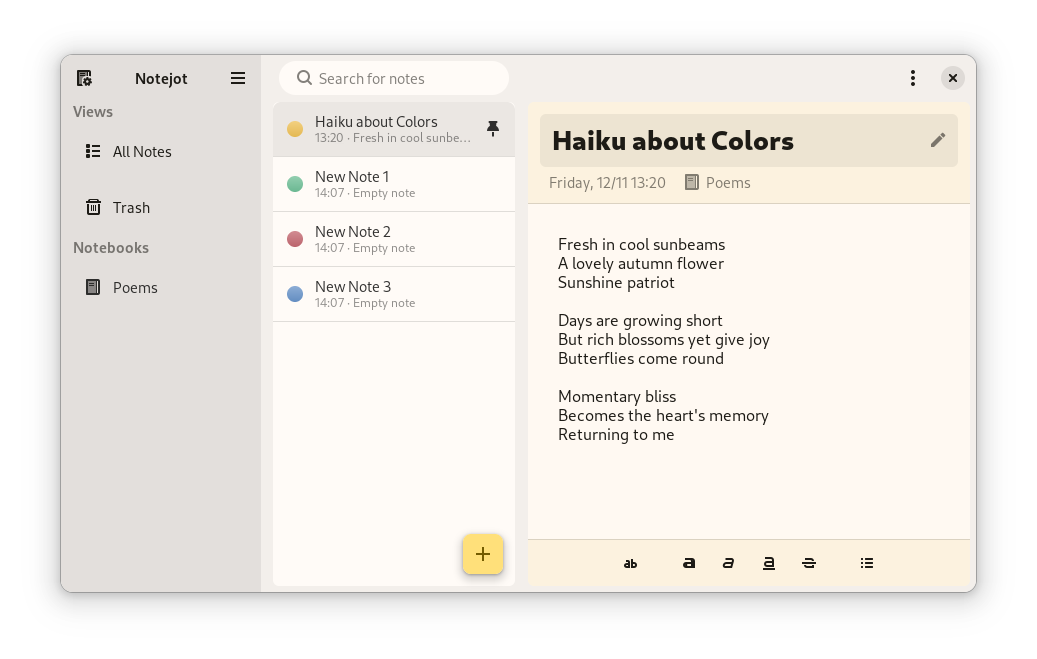 Notejot
Views
All Notes
Trash
Notebooks
Poems
Search for notes
Haiku about Colors
13:20 · Fresh in cool sunbe…
New Note 1
14:07 · Empty note
New Note 2
14:07 · Empty note
New Note 3
14:07 · Empty note
Haiku about Colors
Friday, 12/11 13:20 Poems
Fresh in cool sunbeams
A lovely autumn flower
Sunshine patriot
Days are growing short
But rich blossoms yet give joy
Butterflies come round
Momentary bliss
Becomes the heart's memory
Returning to me
ab a a a S